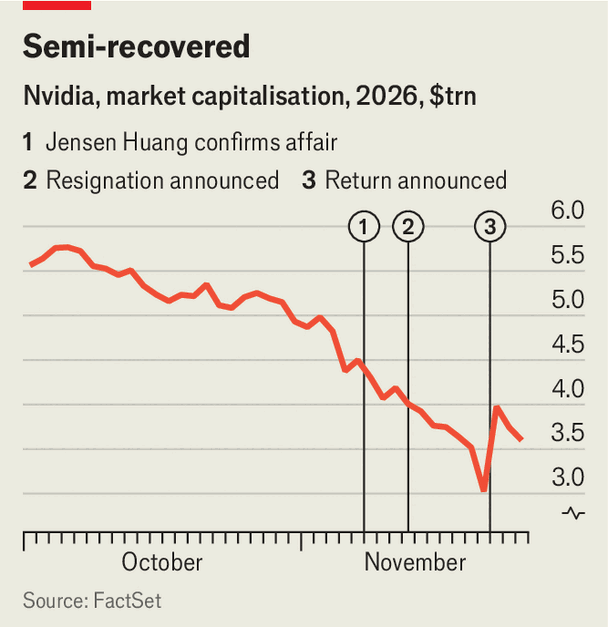 Semi-recovered
Nvidia, market capitalisation, 2026, $trn
1 Jensen Huang confirms affair
2 Resignation announced 3 Return announced
6.0
1 2 3
5.5
5.0
4.5
4.0
3.5
3.0
October November
Source: FactSet